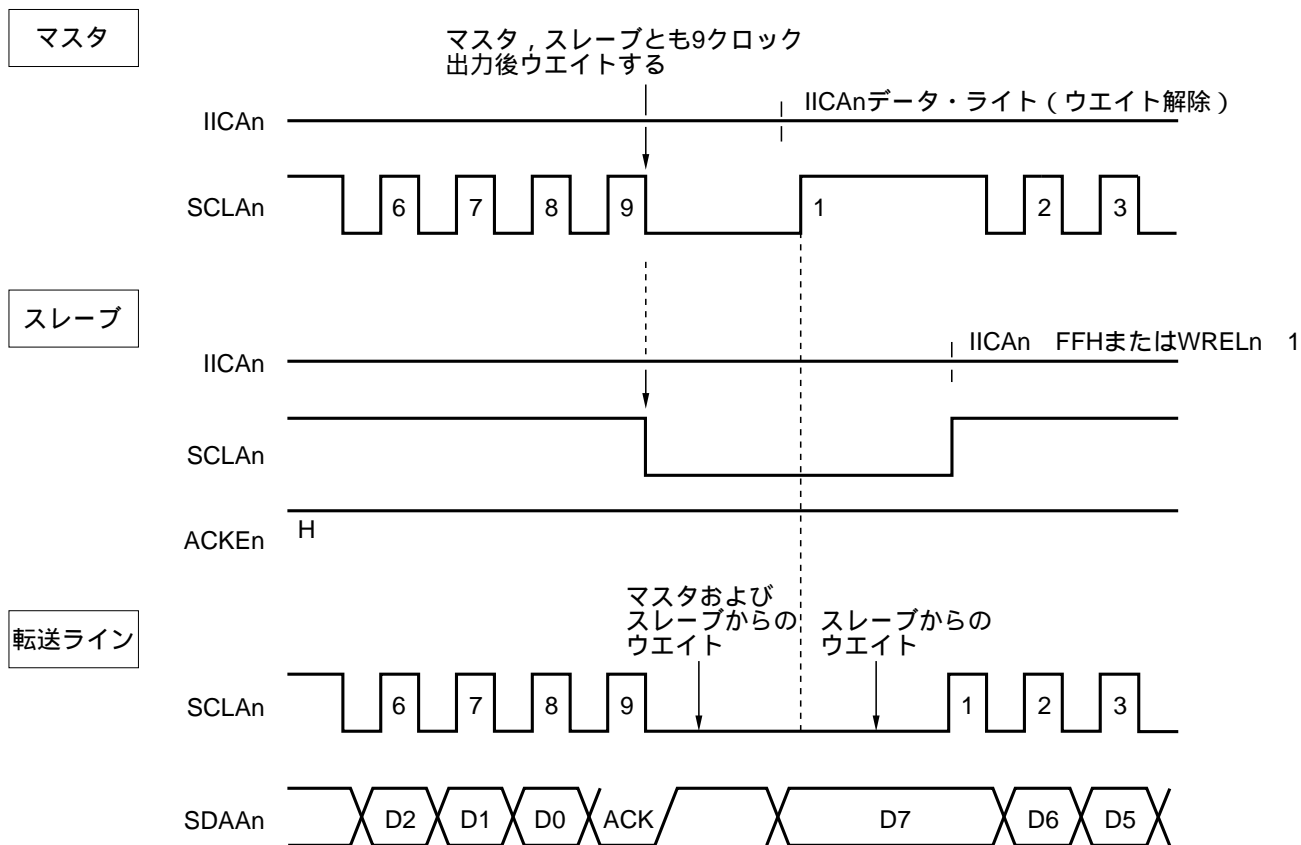 マスタ
マスタ，スレーブとも9クロック
出力後ウエイトする
IICAn
IICAnデータ・ライト（ウエイト解除）
SCLAn
6 7 8 9 1 2 3
スレーブ
IICAn
IICAn FFHまたはWRELn 1
SCLAn
ACKEn H
転送ライン
マスタおよび
スレーブからの
ウエイト
スレーブからの
ウエイト
SCLAn
6 7 8 9 1 2 3
SDAAn
D2 D1 D0 ACK D7 D6 D5